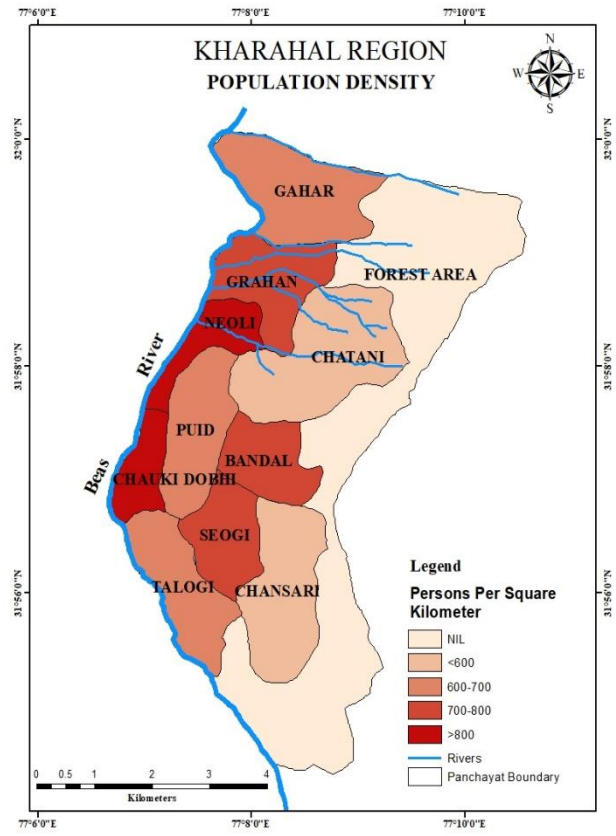 77°6'0"E
77°8'0"E
77°10'0"E
KHARAHAL REGION
POPULATION DENSITY
N
W
E
S
32°0'0"N
32°0'0"N
GAHAR
FOREST AREA
GRAHAN
NEOLI
CHATANI
31°58'0"N
31°58'0"N
River
PUID
BANDAL
Beas
CHAUKI DOBHI
SEOGI
TALOGI
CHANSARI
31°56'0"N
31°56'0"N
Legend
Persons Per Square
Kilometer
NIL
<600
600-700
700-800
>800
Rivers
Panchayat Boundary
0 0.5 1 2 3 4
Kilometers
77°6'0"E
77°8'0"E
77°10'0"E